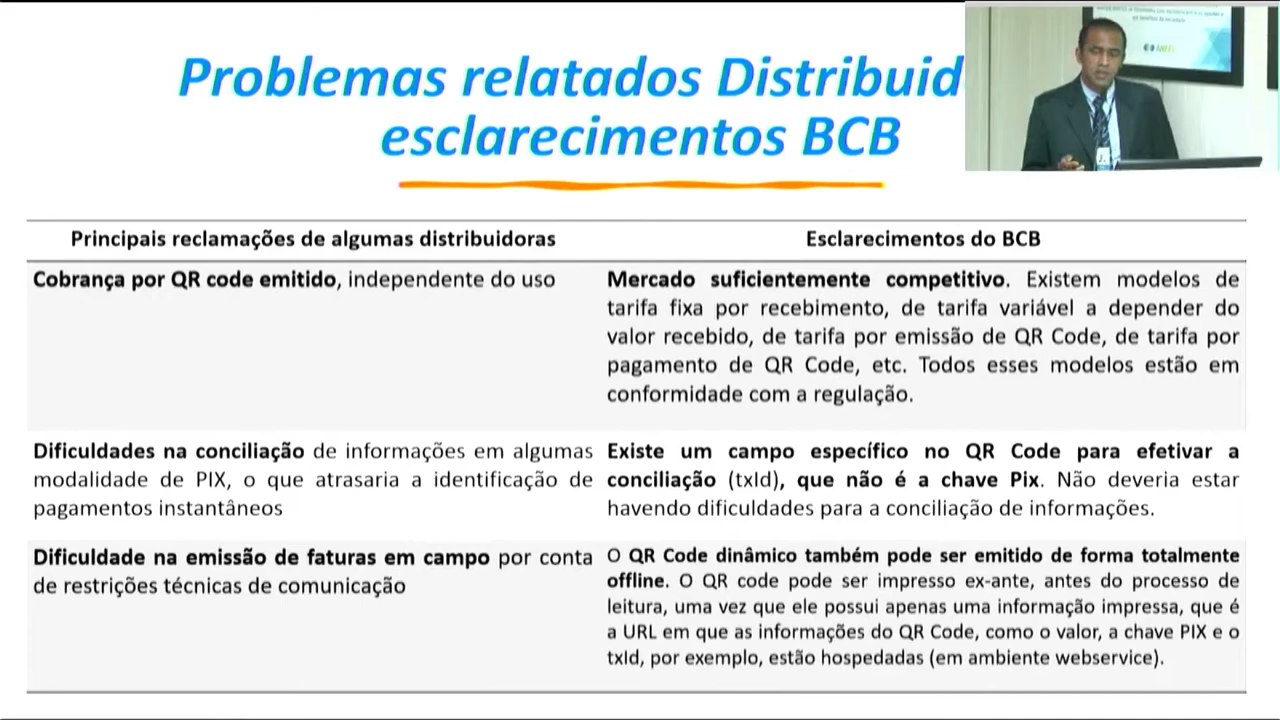 Problemas relatados Distribuid
esclarecimentos BCB
Principais reclamações de algumas distribuidoras
Esclarecimentos do BCB
Cobrança por QR code emitido, independente do uso
Mercado suficientemente competitivo. Existem modelos de
tarifa fixa por recebimento, de tarifa variável a depender do
valor recebido, de tarifa por emissão de QR Code, de tarifa por
pagamento de QR Code, etc. Todos esses modelos estão em
conformidade com a regulação.
Dificuldades na conciliação de informações em algumas
modalidade de PIX, o que atrasaria a identificação de
pagamentos instantâneos
Existe um campo específico no QR Code para efetivar a
conciliação (txId), que não é a chave Pix. Não deveria estar
havendo dificuldades para a conciliação de informações.
Dificuldade na emissão de faturas em campo por conta
de restrições técnicas de comunicação
O QR Code dinâmico também pode ser emitido de forma totalmente
offline. O QR code pode ser impresso ex-ante, antes do processo de
leitura, uma vez que ele possui apenas uma informação impressa, que é
a URL em que as informações do QR Code, como o valor, a chave PIX e o
txId, por exemplo, estão hospedadas (em ambiente webservice).